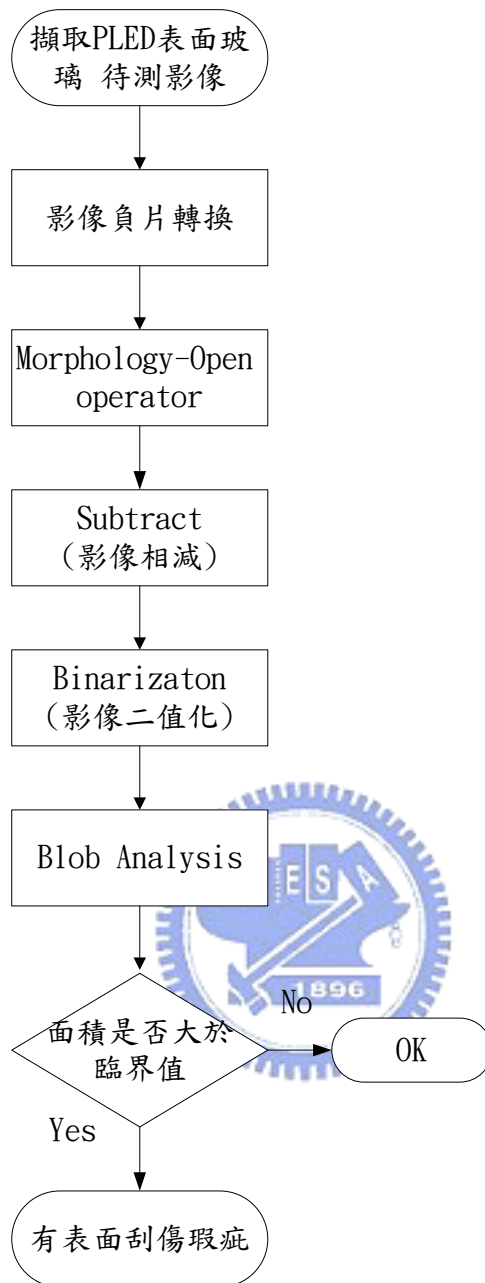 擷取PLED表面玻
璃 待測影像
影像負片轉換
Morphology-Open
operator
Subtract
(影像相減)
Binarizaton
(影像二值化)
Blob Analysis
E S A
1896
面積是否大於
臨界值
No
OK
Yes
有表面刮傷瑕疵